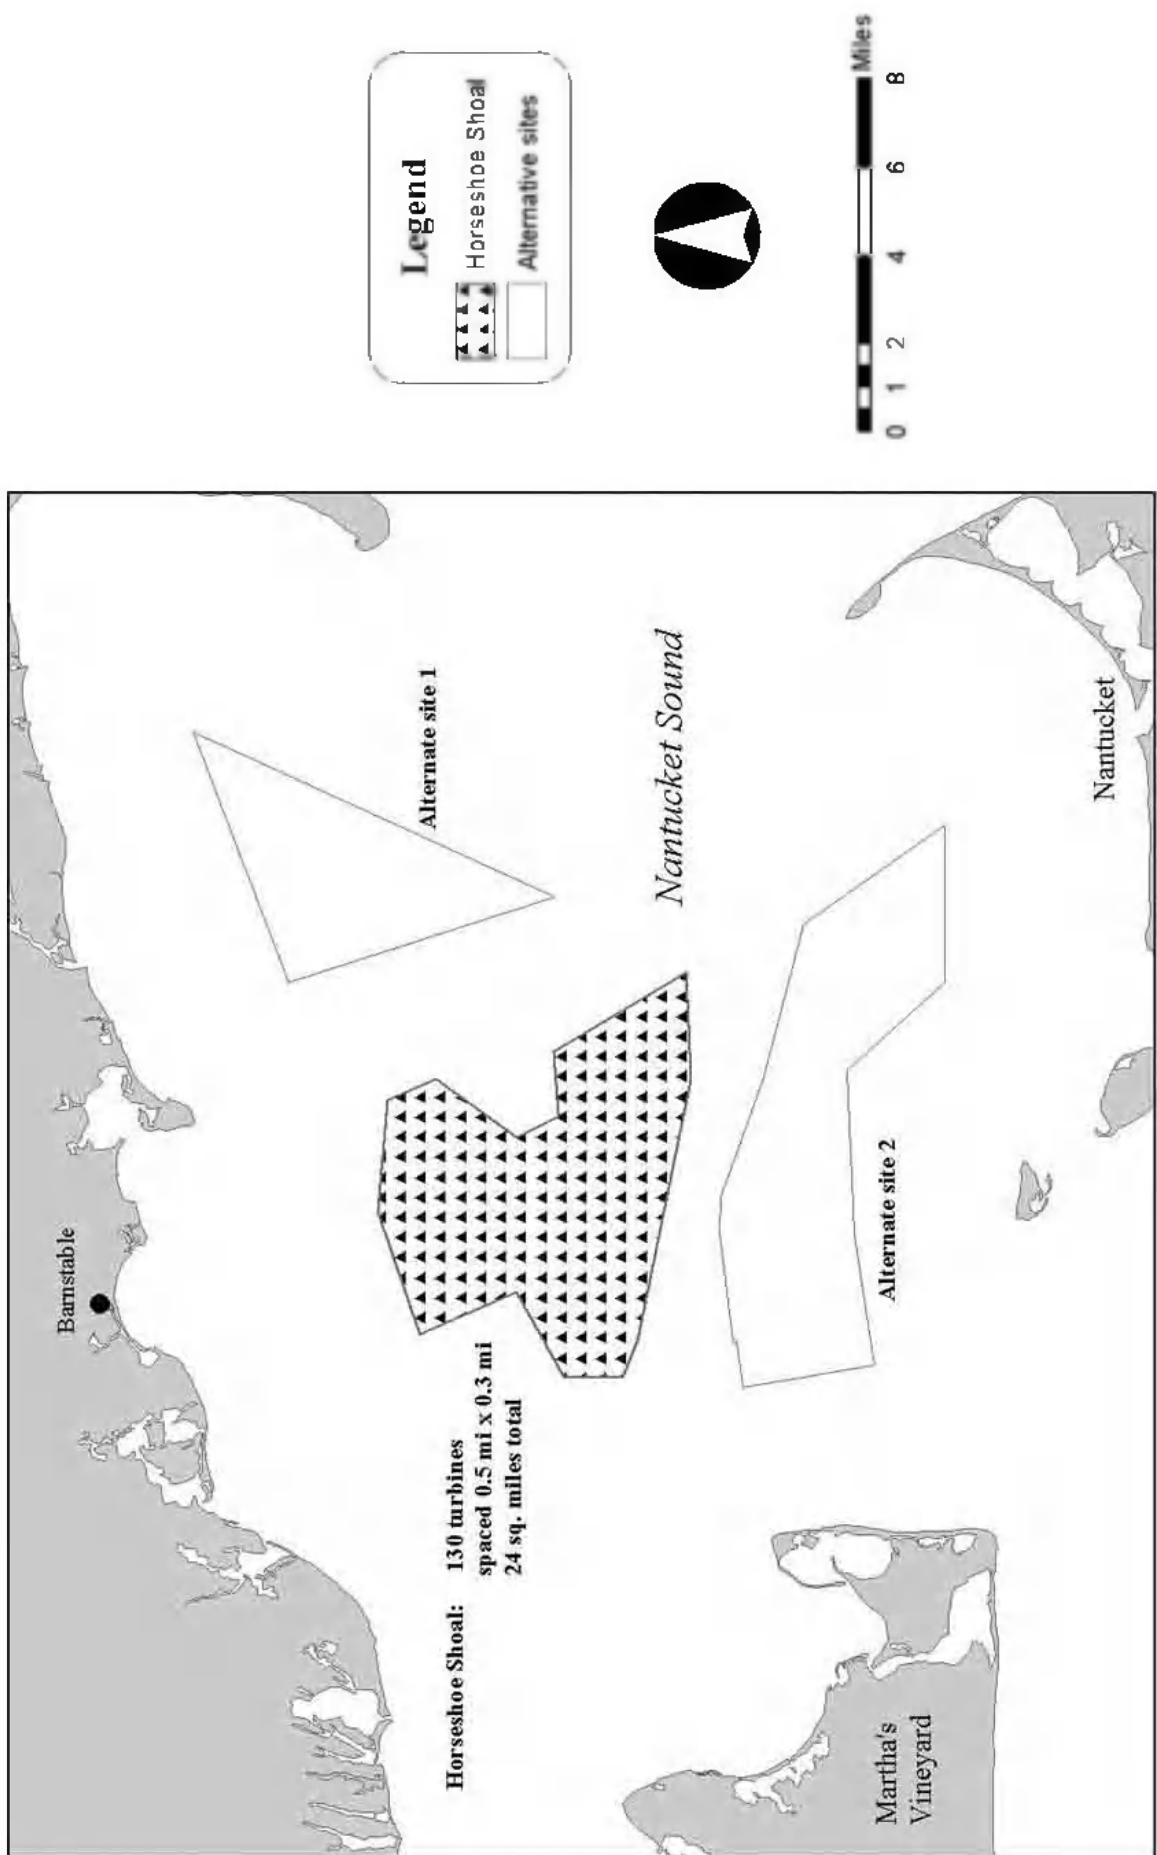 Barnstable
Alternate site 1
Nantucket Sound
Horseshoe Shoal: 130 turbines
spaced 0.5 mi x 0.3 mi
24 sq. miles total
Alternate site 2
Martha's
Vineyard
Nantucket
Legend
Horseshoe Shoal
Alternative sites
Miles
0 1 2 4 6 8